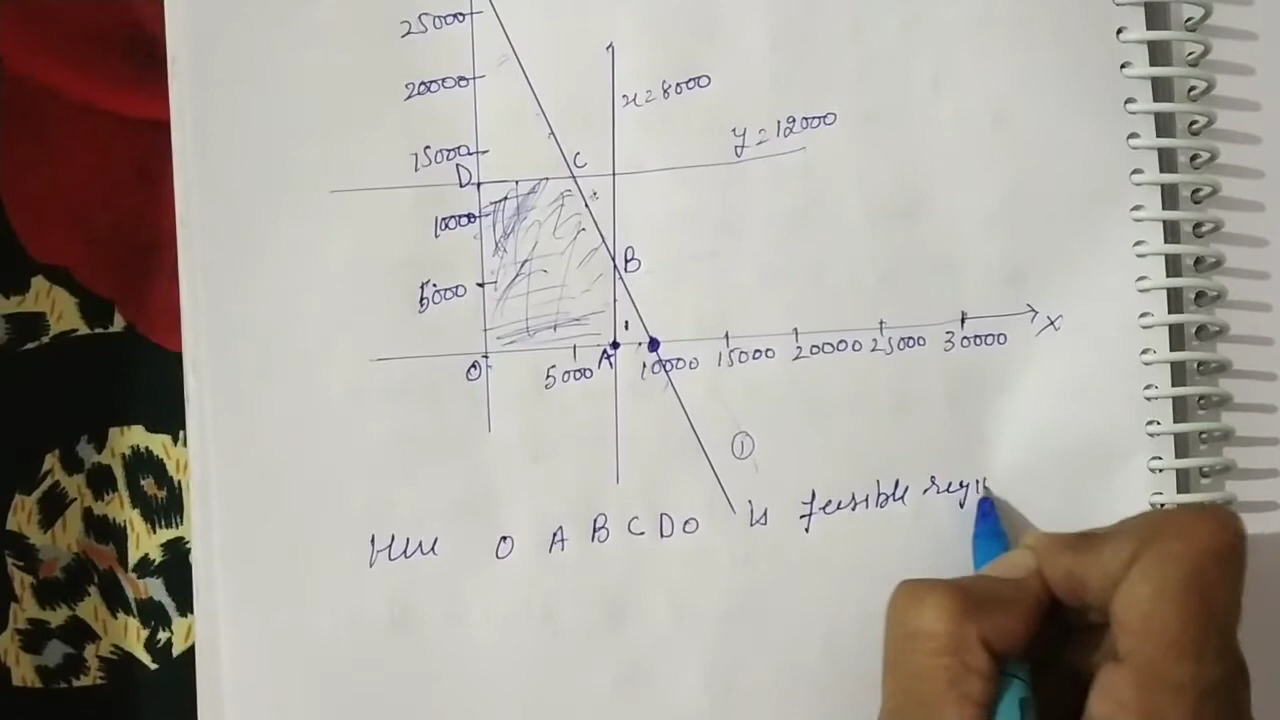 25000
20000
x=8000
y=12000
15000
C
D
10000
B
5000
X
O
5000
A
10000
15000
20000
25000
30000
①
Here O A B C D O is feasible regi